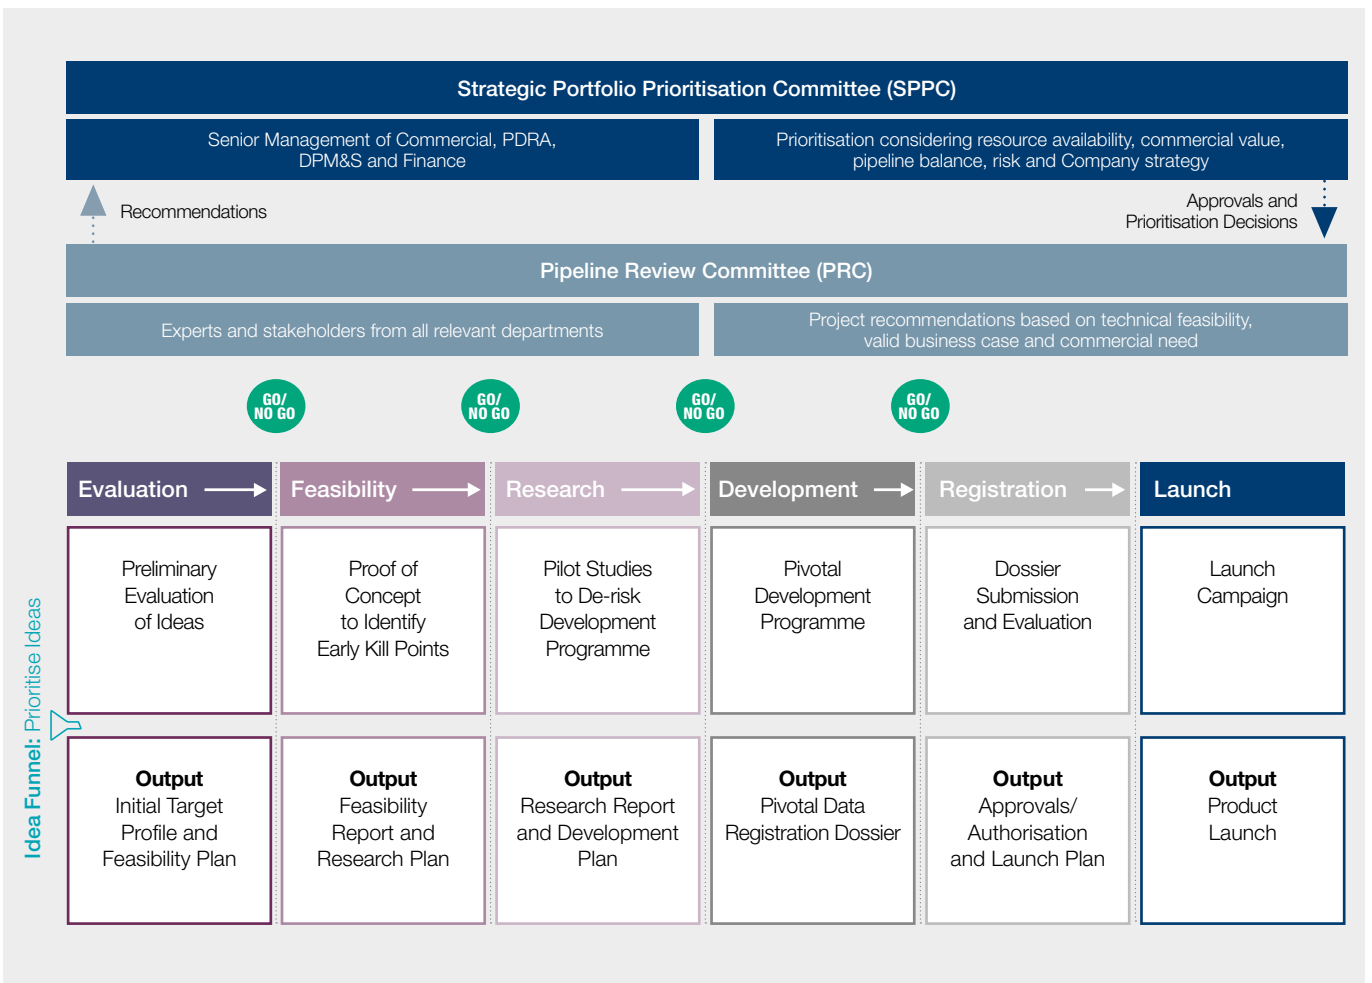 Strategic Portfolio Prioritisation Committee (SPPC)
Senior Management of Commercial, PDRA,
DPM&S and Finance
Prioritisation considering resource availability, commercial value,
pipeline balance, risk and Company strategy
Recommendations
Approvals and
Prioritisation Decisions
Pipeline Review Committee (PRC)
Experts and stakeholders from all relevant departments
Project recommendations based on technical feasibility,
valid business case and commercial need
GO/
NO GO
GO/
NO GO
GO/
NO GO
GO/
NO GO
Idea Funnel: Prioritise Ideas
Evaluation
Feasibility
Research
Development
Registration
Launch
Preliminary
Evaluation
of Ideas
Proof of
Concept
to Identify
Early Kill Points
Pilot Studies
to De-risk
Development
Programme
Pivotal
Development
Programme
Dossier
Submission
and Evaluation
Launch
Campaign
Output
Initial Target
Profile and
Feasibility Plan
Output
Feasibility
Report and
Research Plan
Output
Research Report
and Development
Plan
Output
Pivotal Data
Registration Dossier
Output
Approvals/
Authorisation
and Launch Plan
Output
Product
Launch